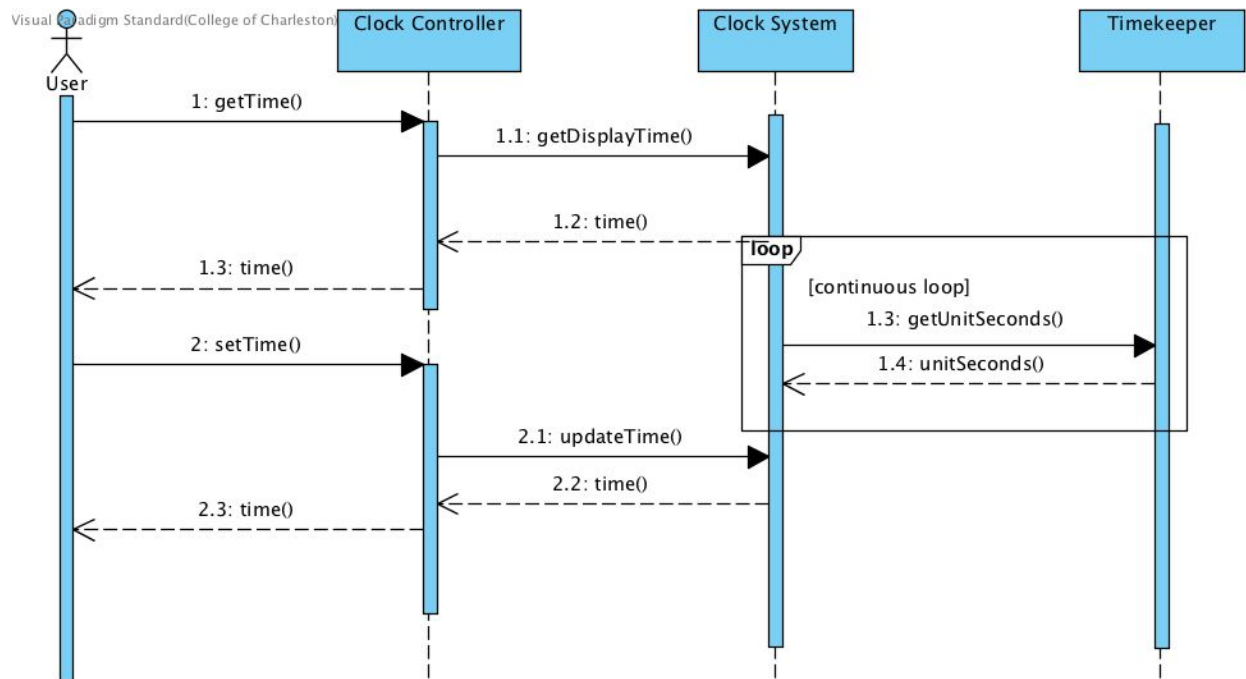 Visual Paradigm Standard(College of Charleston)
Clock Controller
Clock System
Timekeeper
User
1: getTime()
1.1: getDisplayTime()
1.2: time()
loop
1.3: time()
[continuous loop]
1.3: getUnitSeconds()
2: setTime()
1.4: unitSeconds()
2.1: updateTime()
2.2: time()
2.3: time()